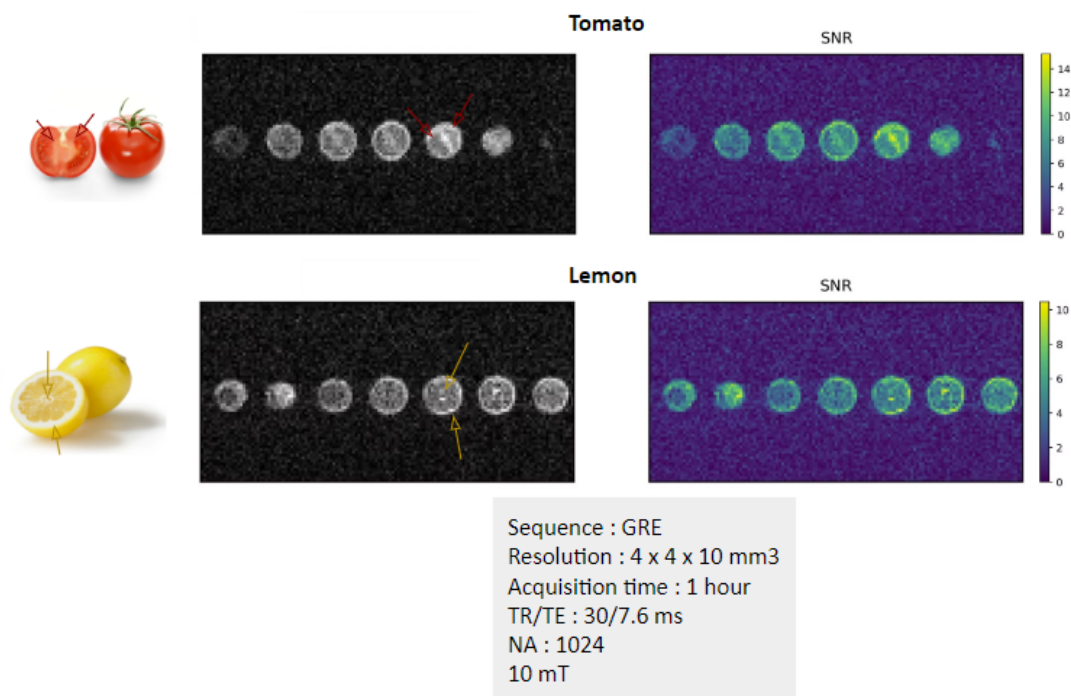 Tomato
SNR
14
12
10
8
6
4
2
0
Lemon
SNR
10
8
6
4
2
0
Sequence : GRE
Resolution : 4 x 4 x 10 mm3
Acquisition time : 1 hour
TR/TE : 30/7.6 ms
NA : 1024
10 mT